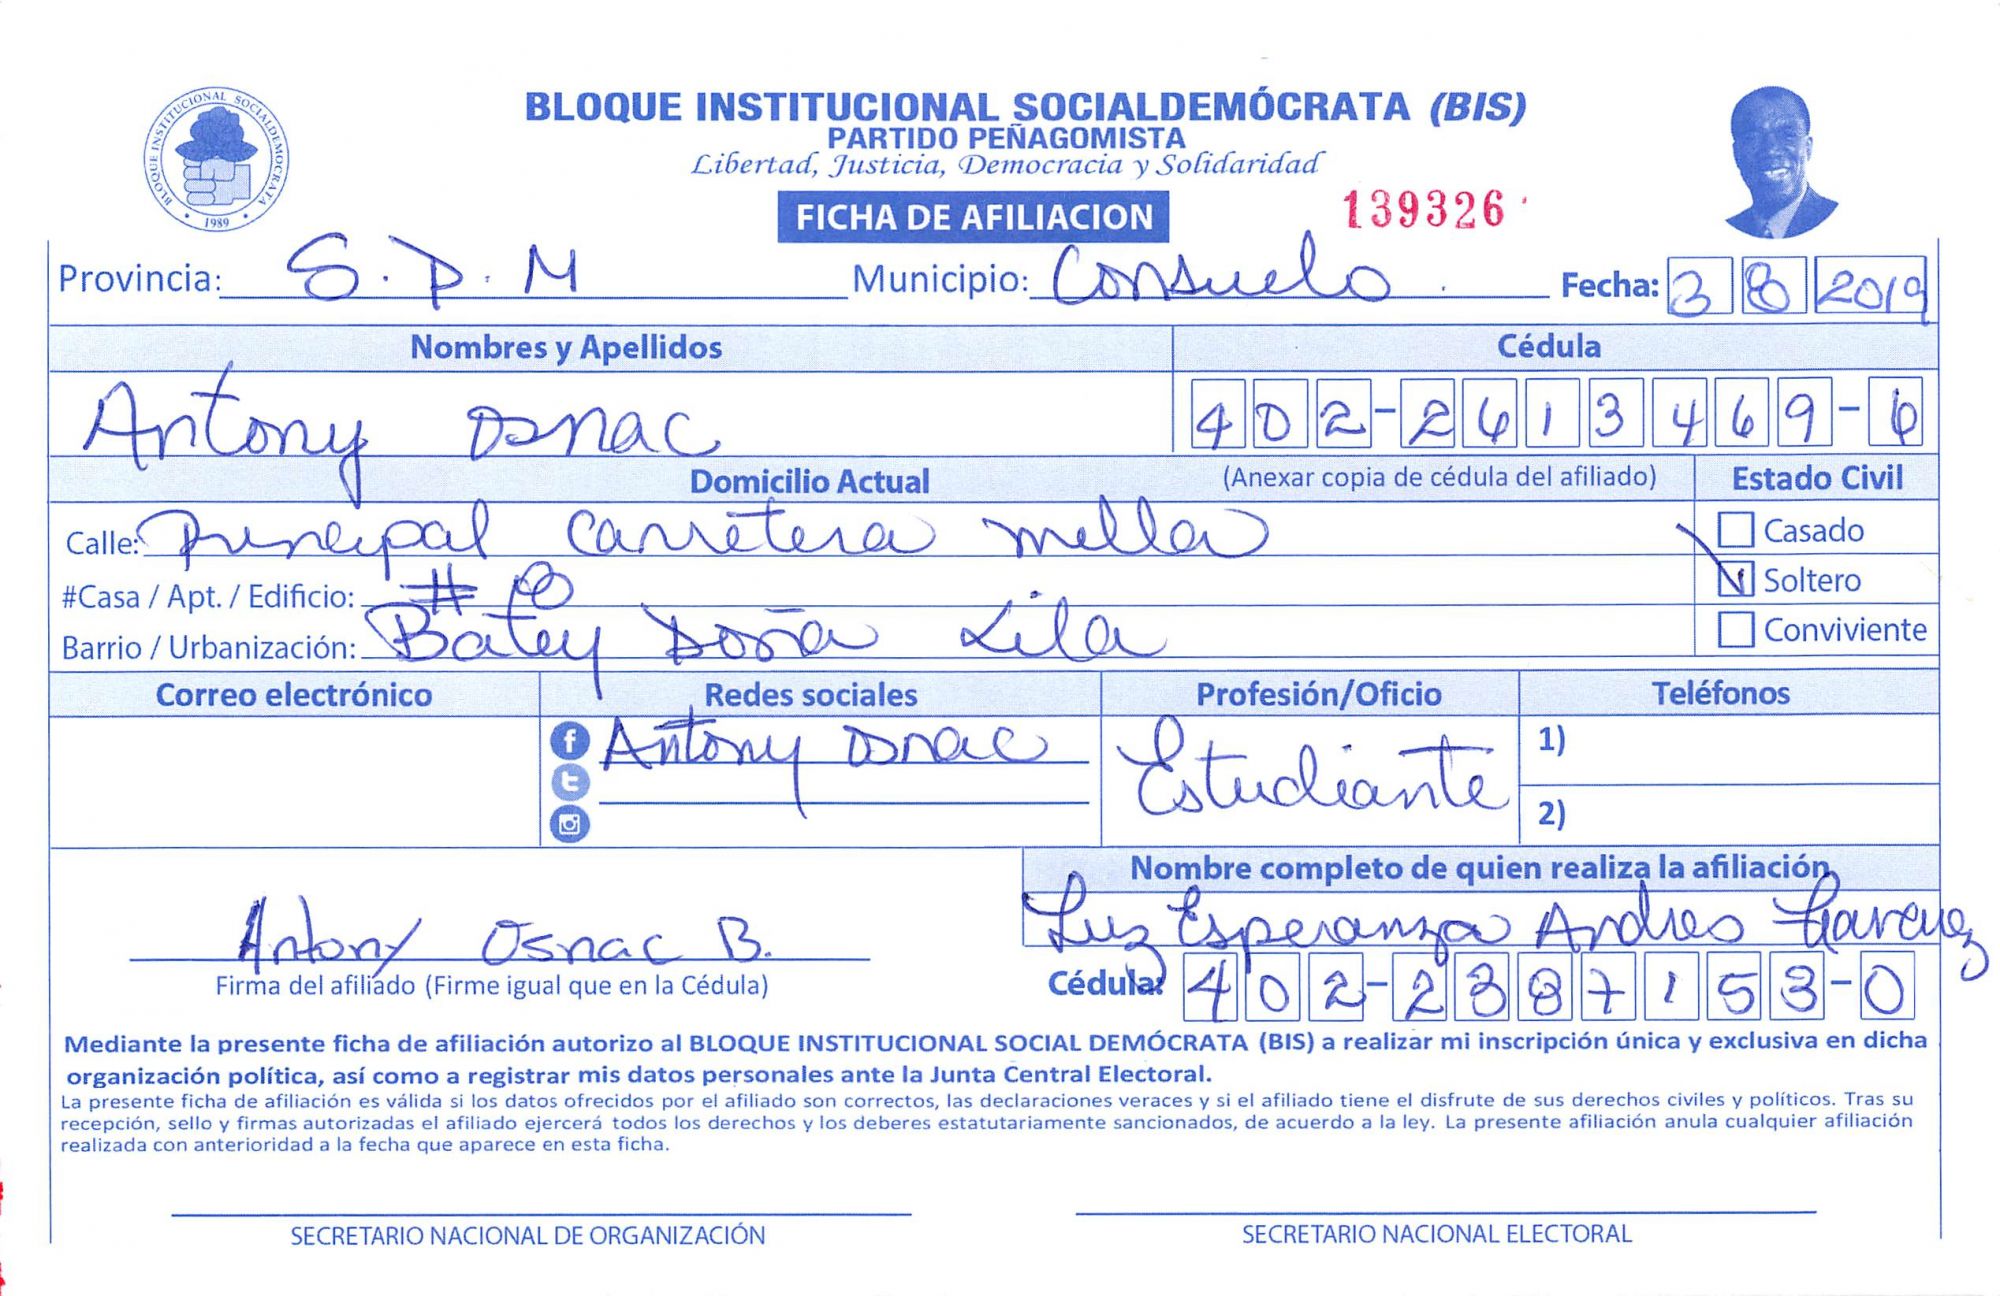 BLOQUE INSTITUCIONAL SOCIALDEMOCRATA
1989
BLOQUE INSTITUCIONAL SOCIALDEMÓCRATA (BIS)
PARTIDO PEÑAGOMISTA
Libertad, Justicia, Democracia y Solidaridad
FICHA DE AFILIACION
139326
Provincia: S.P.M Municipio: Consuelo Fecha: 3 8 2019
Nombres y Apellidos Cédula
Antony Osnac 402-2613469-6
Domicilio Actual (Anexar copia de cédula del afiliado) Estado Civil
Calle: Principal Carretera mella Casado
#Casa / Apt. / Edificio: # 8 Soltero
Barrio / Urbanización: Batey Doña Lila Conviviente
Correo electrónico Redes sociales Profesión/Oficio Teléfonos
Antony Osnac Estudiante 1)
2)
Nombre completo de quien realiza la afiliación
Luz Esperanza Andres
Antony Osnac B.
Firma del afiliado (Firme igual que en la Cédula) Cédula: 402-2387153-0
Mediante la presente ficha de afiliación autorizo al BLOQUE INSTITUCIONAL SOCIAL DEMÓCRATA (BIS) a realizar mi inscripción única y exclusiva en dicha
organización política, así como a registrar mis datos personales ante la Junta Central Electoral.
La presente ficha de afiliación es válida si los datos ofrecidos por el afiliado son correctos, las declaraciones veraces y si el afiliado tiene el disfrute de sus derechos civiles y políticos. Tras su
recepción, sello y firmas autorizadas el afiliado ejercerá todos los derechos y los deberes estatutariamente sancionados, de acuerdo a la ley. La presente afiliación anula cualquier afiliación
realizada con anterioridad a la fecha que aparece en esta ficha.
SECRETARIO NACIONAL DE ORGANIZACIÓN SECRETARIO NACIONAL ELECTORAL